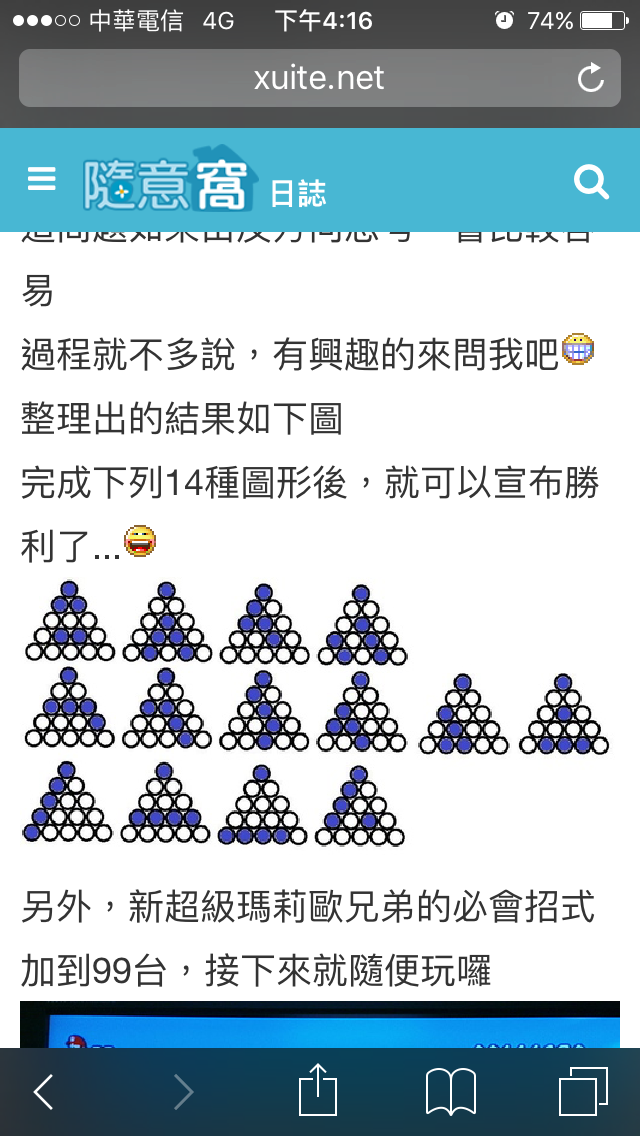 中華電信 4G 下午4:16 74%
xuite.net
隨意窩 日誌
易
過程就不多說，有興趣的來問我吧
整理出的結果如下圖
完成下列14種圖形後，就可以宣布勝
利了...
另外，新超級瑪莉歐兄弟的必會招式
加到99台，接下來就隨便玩囉